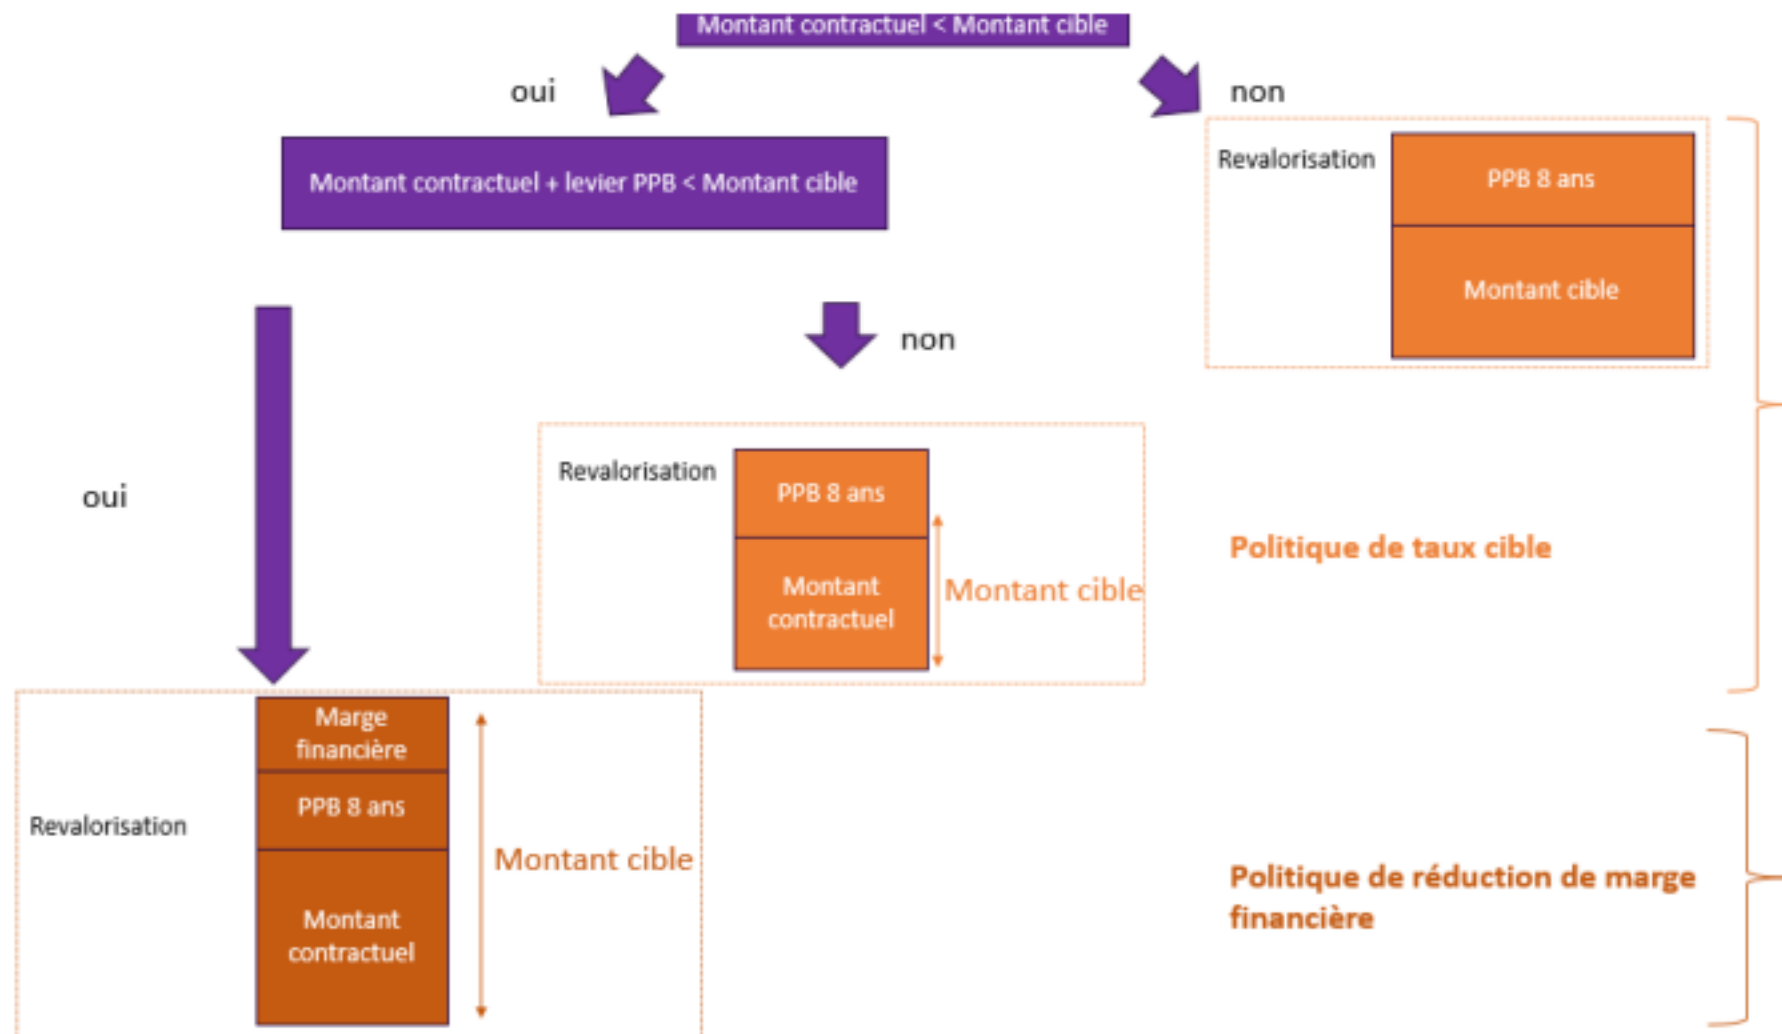 Montant contractuel < Montant cible
oui
non
Montant contractuel + levier PPB < Montant cible
Revalorisation
PPB 8 ans
Montant cible
non
oui
Revalorisation
PPB 8 ans
Montant
contractuel
Montant cible
Politique de taux cible
Marge
financière
PPB 8 ans
Revalorisation
Montant
contractuel
Montant cible
Politique de réduction de marge
financière